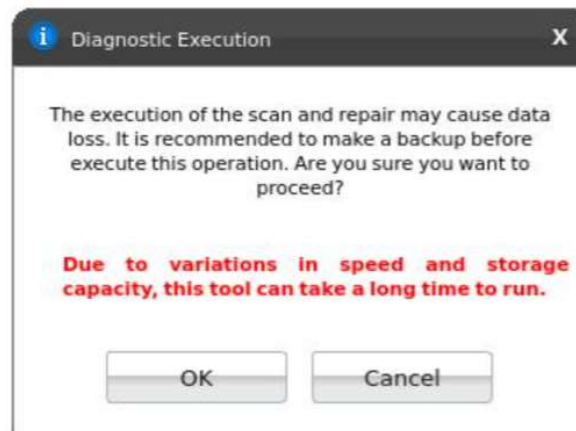 i Diagnostic Execution X
The execution of the scan and repair may cause data
loss. It is recommended to make a backup before
execute this operation. Are you sure you want to
proceed?
Due to variations in speed and storage
capacity, this tool can take a long time to run.
OK Cancel